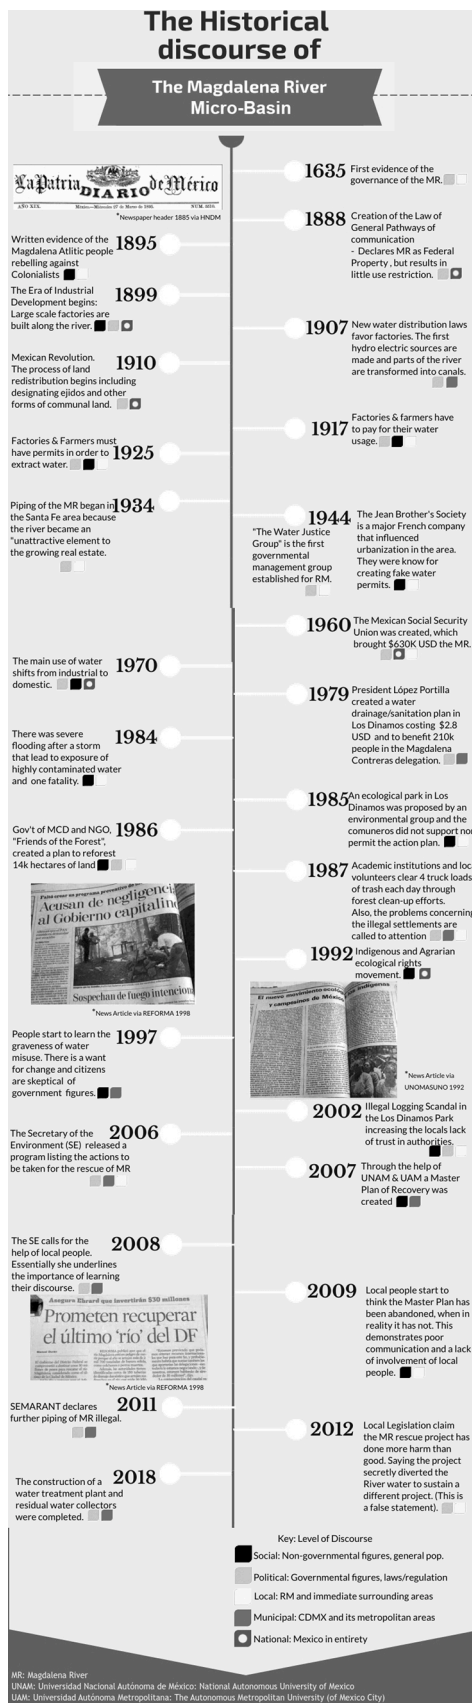 The Historical
discourse of
The Magdalena River
Micro-Basin
La Patria DIARIO de México
AÑO XIX.
NUM.
*Newspaper header 1885 via HNDM
1635 First evidence of the
governance of the MR.
1888 Creation of the Law of
General Pathways of
communication
- Declares MR as Federal
Property , but results in
little use restriction.
Written evidence of the 1895
Magdalena Atlitic people
rebelling against
Colonialists
The Era of Industrial 1899
Development begins:
Large scale factories are
built along the river.
1907 New water distribution laws
favor factories. The first
hydro electric sources are
made and parts of the river
are transformed into canals.
Mexican Revolution. 1910
The process of land
redistribution begins including
designating ejidos and other
forms of communal land.
1917 Factories & farmers have
to pay for their water
usage.
Factories & Farmers must
have permits in order to 1925
extract water.
Piping of the MR began in 1934
the Santa Fe area because
the river became an
"unattractive element to
the growing real estate.
1944 The Jean Brother's Society
is a major French company
that influenced
urbanization in the area.
They were know for
creating fake water
permits.
"The Water Justice
Group" is the first
governmental
management group
established for RM.
1960 The Mexican Social Security
Union was created, which
brought $630K USD the MR.
The main use of water 1970
shifts from industrial to
domestic.
1979 President López Portilla
created a water
drainage/sanitation plan in
Los Dinamos costing $2.8
USD and to benefit 210k
people in the Magdalena
Contreras delegation.
There was severe 1984
flooding after a storm
that lead to exposure of
highly contaminated water
and one fatality.
1985 An ecological park in Los
Dinamos was proposed by an
environmental group and the
comuneros did not support nor
permit the action plan.
Gov't of MCD and NGO, 1986
"Friends of the Forest",
created a plan to reforest
14k hectares of land
1987 Academic institutions and loc
volunteers clear 4 truck loads
of trash each day through
forest clean-up efforts.
Also, the problems concerning
the illegal settlements are
called to attention
Acusan de negligencia
al Gobierno capitalino
Sospechan de fuego intencion
*News Article via REFORMA 1998
1992 Indigenous and Agrarian
ecological rights
movement.
El nuevo movimiento ecoló
indígenas
y campesinos de México
*News Article via
UNOMASUNO 1992
People start to learn the 1997
graveness of water
misuse. There is a want
for change and citizens
are skeptical of
government figures.
2002 Illegal Logging Scandal in
the Los Dinamos Park
increasing the locals lack
of trust in authorities.
The Secretary of the 2006
Environment (SE) released a
program listing the actions to
be taken for the rescue of MR
2007 Through the help of
UNAM & UAM a Master
Plan of Recovery was
created
The SE calls for the 2008
help of local people.
Essentially she underlines
the importance of learning
their discourse.
2009 Local people start to
think the Master Plan has
been abandoned, when in
reality it has not. This
demonstrates poor
communication and a lack
of involvement of local
people.
Asegura Ebrard que invertirán $30 millones
Prometen recuperar
el último 'río' del DF
*News Article via REFORMA 1998
SEMARANT declares 2011
further piping of MR illegal.
2012 Local Legislation claim
the MR rescue project has
done more harm than
good. Saying the project
secretly diverted the
River water to sustain a
different project. (This is
a false statement).
The construction of a 2018
water treatment plant and
residual water collectors
were completed.
Key: Level of Discourse
Social: Non-governmental figures, general pop.
Political: Governmental figures, laws/regulation
Local: RM and immediate surrounding areas
Municipal: CDMX and its metropolitan areas
National: Mexico in entirety
MR: Magdalena River
UNAM: Universidad Nacional Autónoma de México: National Autonomous University of Mexico
UAM: Universidad Autónoma Metropolitana: The Autonomous Metropolitan University (of Mexico City)